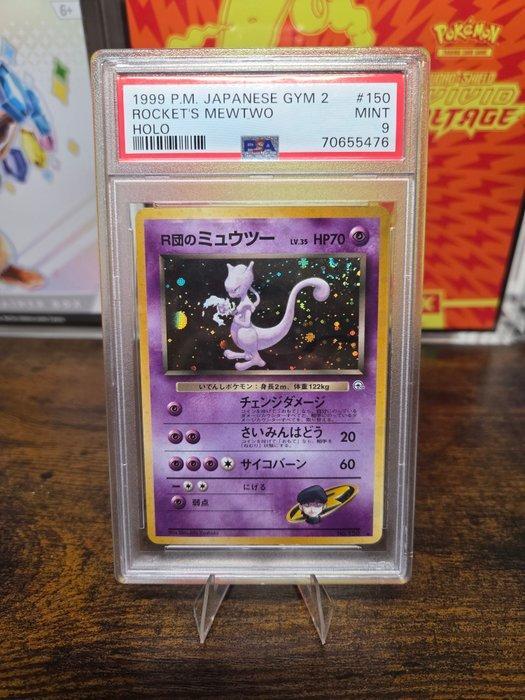 6+
Pokémon
VIVID
VOLTAGE
1999 P.M. JAPANESE GYM 2 #150
ROCKET'S MEWTWO MINT
HOLO 9
PSA 70655476
R団のミュウツー LV.35 HP70
いでんしポケモン:身長2m、体重122kg
チェンジダメージ
さいみんはどう 20
サイコバーン 60
にげる
弱点